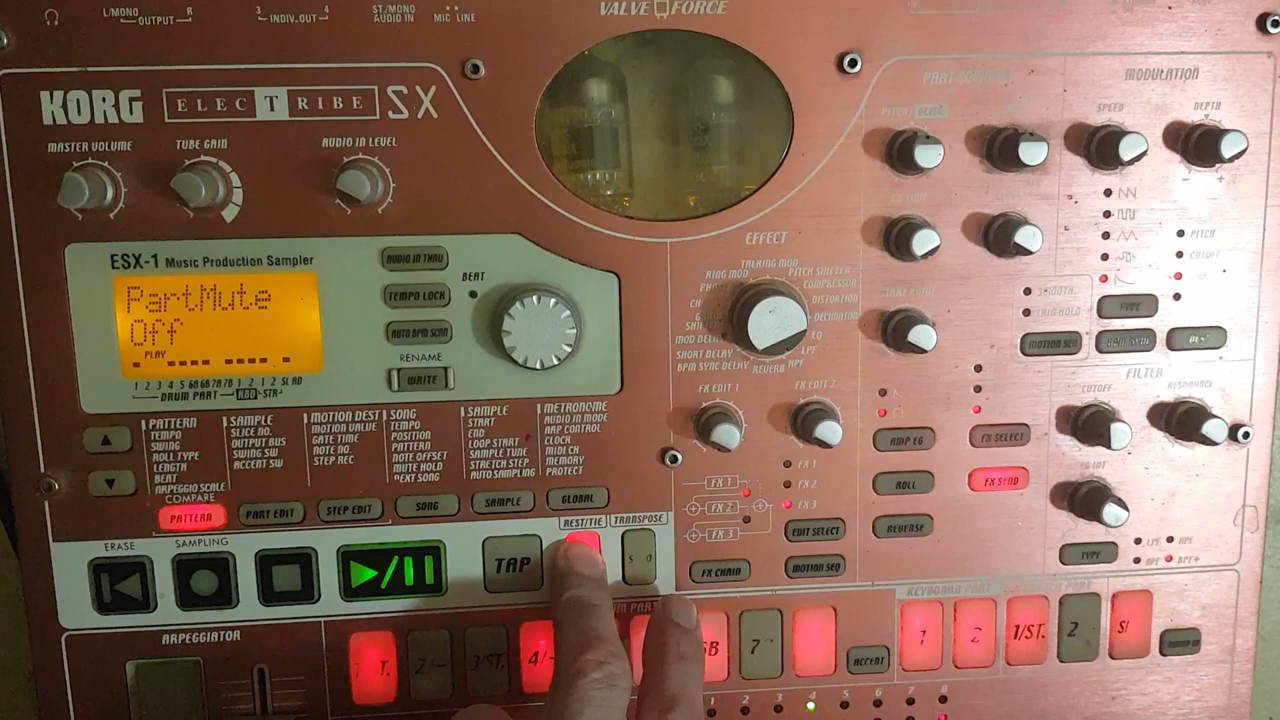 L/MONO
R
OUTPUT
3
4
INDIV.OUT
ST/MONO
AUDIO IN
MIC LINE
VALVE FORCE
KORG ELECTRIBE SX
MASTER VOLUME
TUBE GAIN
AUDIO IN LEVEL
ESX-1 Music Production Sampler
PartMute
Off
PLAY
1 2 3 4 5 6A 6B 7A 7B 1 2 1 2 SL AD
DRUM PART
KBD
STR
AUDIO IN THRU
TEMPO LOCK
AUTO BPM SCAN
RENAME
WRITE
BEAT
PATTERN
TEMPO
SWING
ROLL TYPE
LENGTH
BEAT
ARPEGGIO SCALE
SAMPLE
SLICE NO.
OUTPUT BUS
SWING SW
ACCENT SW
MOTION DEST
MOTION VALUE
GATE TIME
NOTE NO.
STEP REC
SONG
TEMPO
POSITION
PATTERN
NOTE OFFSET
MUTE HOLD
NEXT SONG
SAMPLE
START
END
LOOP START
SAMPLE TUNE
STRETCH STEP
AUTO SAMPLING
METRONOME
AUDIO IN MODE
ARP CONTROL
CLOCK
MIDI CH
MEMORY
PROTECT
COMPARE
PATTERN
PART EDIT
STEP EDIT
SONG
SAMPLE
GLOBAL
ERASE
SAMPLING
TAP
REST/TIE
TRANSPOSE
ARPEGGIATOR
EFFECT
TALKING MOD
RING MOD
PITCH SHIFTER
COMPRESSOR
DISTORTION
DECIMATOR
EQ
LPF
HPF
REVERB
BPM SYNC DELAY
SHORT DELAY
MOD DELAY
FX EDIT 1
FX EDIT 2
FX 1
FX 2
FX 3
FX 1
FX 2
FX 3
EDIT SELECT
FX CHAIN
MOTION SEQ
MODULATION
SPEED
DEPTH
PITCH
CUTOFF
SMOOTH
TRIG HOLD
TYPE
MOTION SEQ
BPM SYNC
DEST
FILTER
CUTOFF
RESONANCE
EG INT
TYPE
LPF
HPF
BPF
BPF+
AMP EG
FX SELECT
ROLL
FX SEND
REVERSE
KEYBOARD PART
4/
7
ACCENT
1
2
1/ST.
2
Sl
1 2 3 4 5 6 7 8